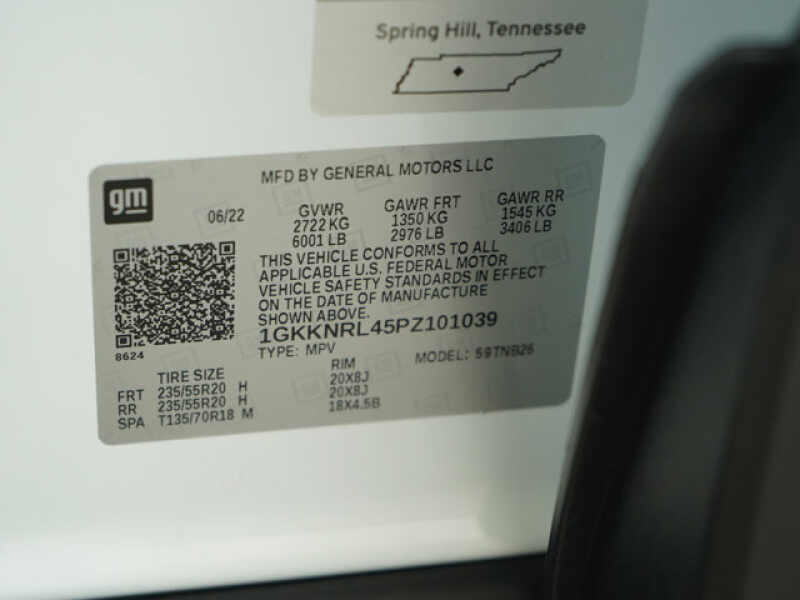 Spring Hill, Tennessee
gm
MFD BY GENERAL MOTORS LLC
06/22
GVWR
2722 KG
6001 LB
GAWR FRT
1350 KG
2976 LB
GAWR RR
1545 KG
3406 LB
THIS VEHICLE CONFORMS TO ALL
APPLICABLE U.S. FEDERAL MOTOR
VEHICLE SAFETY STANDARDS IN EFFECT
ON THE DATE OF MANUFACTURE
SHOWN ABOVE.
8624
1GKKNRL45PZ101039
TYPE: MPV
MODEL: 59TNB26
TIRE SIZE RIM
FRT 235/55R20 H 20X8J
RR 235/55R20 H 20X8J
SPA T135/70R18 M 18X4.5B